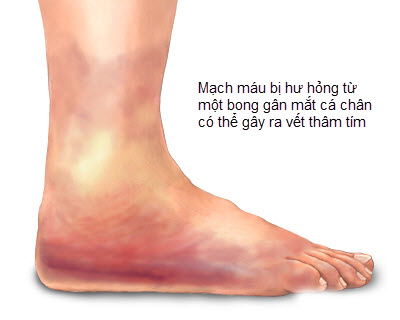 Mạch máu bị hư hỏng từ
một bong gân mắt cá chân
có thể gây ra vết thâm tím